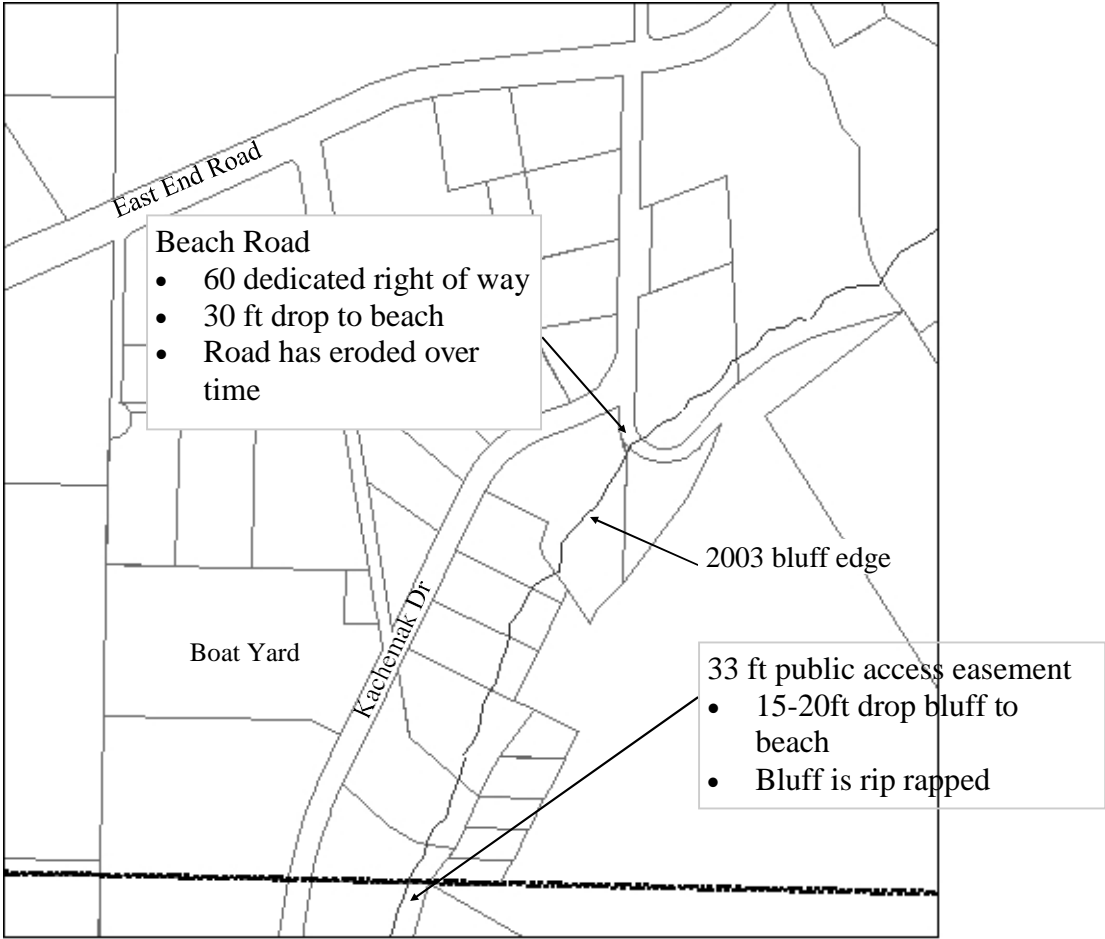 East End Road
Beach Road
• 60 dedicated right of way
• 30 ft drop to beach
• Road has eroded over
time
2003 bluff edge
Kachemak Dr
Boat Yard
33 ft public access easement
• 15-20ft drop bluff to
beach
• Bluff is rip rapped